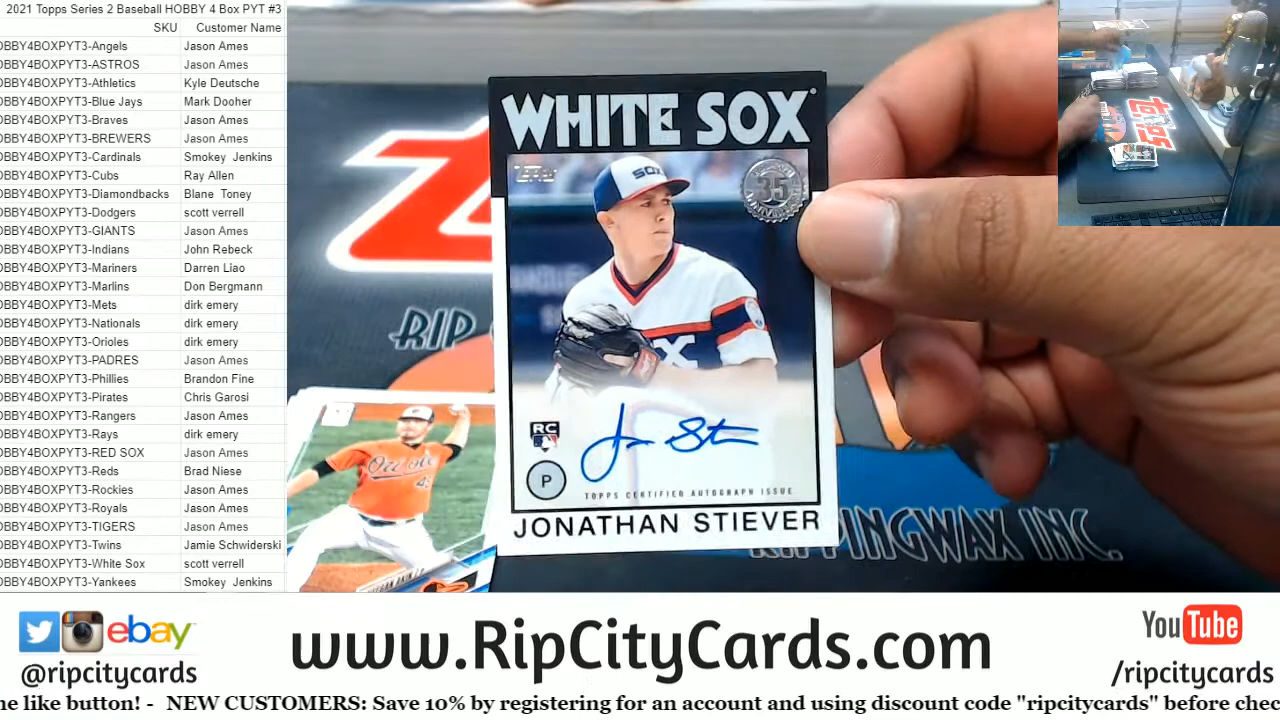 2021 Topps Series 2 Baseball HOBBY 4 Box PYT #3
SKU Customer Name
OBBY4BOXPYT3-Angels Jason Ames
OBBY4BOXPYT3-ASTROS Jason Ames
OBBY4BOXPYT3-Athletics Kyle Deutsche
OBBY4BOXPYT3-Blue Jays Mark Dooher
OBBY4BOXPYT3-Braves Jason Ames
OBBY4BOXPYT3-BREWERS Jason Ames
OBBY4BOXPYT3-Cardinals Smokey Jenkins
OBBY4BOXPYT3-Cubs Ray Allen
OBBY4BOXPYT3-Diamondbacks Blane Toney
OBBY4BOXPYT3-Dodgers scott verrell
OBBY4BOXPYT3-GIANTS Jason Ames
OBBY4BOXPYT3-Indians John Rebeck
OBBY4BOXPYT3-Mariners Darren Liao
OBBY4BOXPYT3-Marlins Don Bergmann
OBBY4BOXPYT3-Mets dirk emery
OBBY4BOXPYT3-Nationals dirk emery
OBBY4BOXPYT3-Orioles dirk emery
OBBY4BOXPYT3-PADRES Jason Ames
OBBY4BOXPYT3-Phillies Brandon Fine
OBBY4BOXPYT3-Pirates Chris Garosi
OBBY4BOXPYT3-Rangers Jason Ames
OBBY4BOXPYT3-Rays dirk emery
OBBY4BOXPYT3-RED SOX Jason Ames
OBBY4BOXPYT3-Reds Brad Niese
OBBY4BOXPYT3-Rockies Jason Ames
OBBY4BOXPYT3-Royals Jason Ames
OBBY4BOXPYT3-TIGERS Jason Ames
OBBY4BOXPYT3-Twins Jamie Schwiderski
OBBY4BOXPYT3-White Sox scott verrell
OBBY4BOXPYT3-Yankees Smokey Jenkins
WHITE SOX
TOPPS
35
SOX
RC
P
TOPPS CERTIFIED AUTOGRAPH ISSUE
JONATHAN STIEVER
RIP
Orioles
RIPPINGWAX INC.
ebay
@ripcitycards
www.RipCityCards.com
YouTube
/ripcitycards
he like button! - NEW CUSTOMERS: Save 10% by registering for an account and using discount code "ripcitycards" before chec